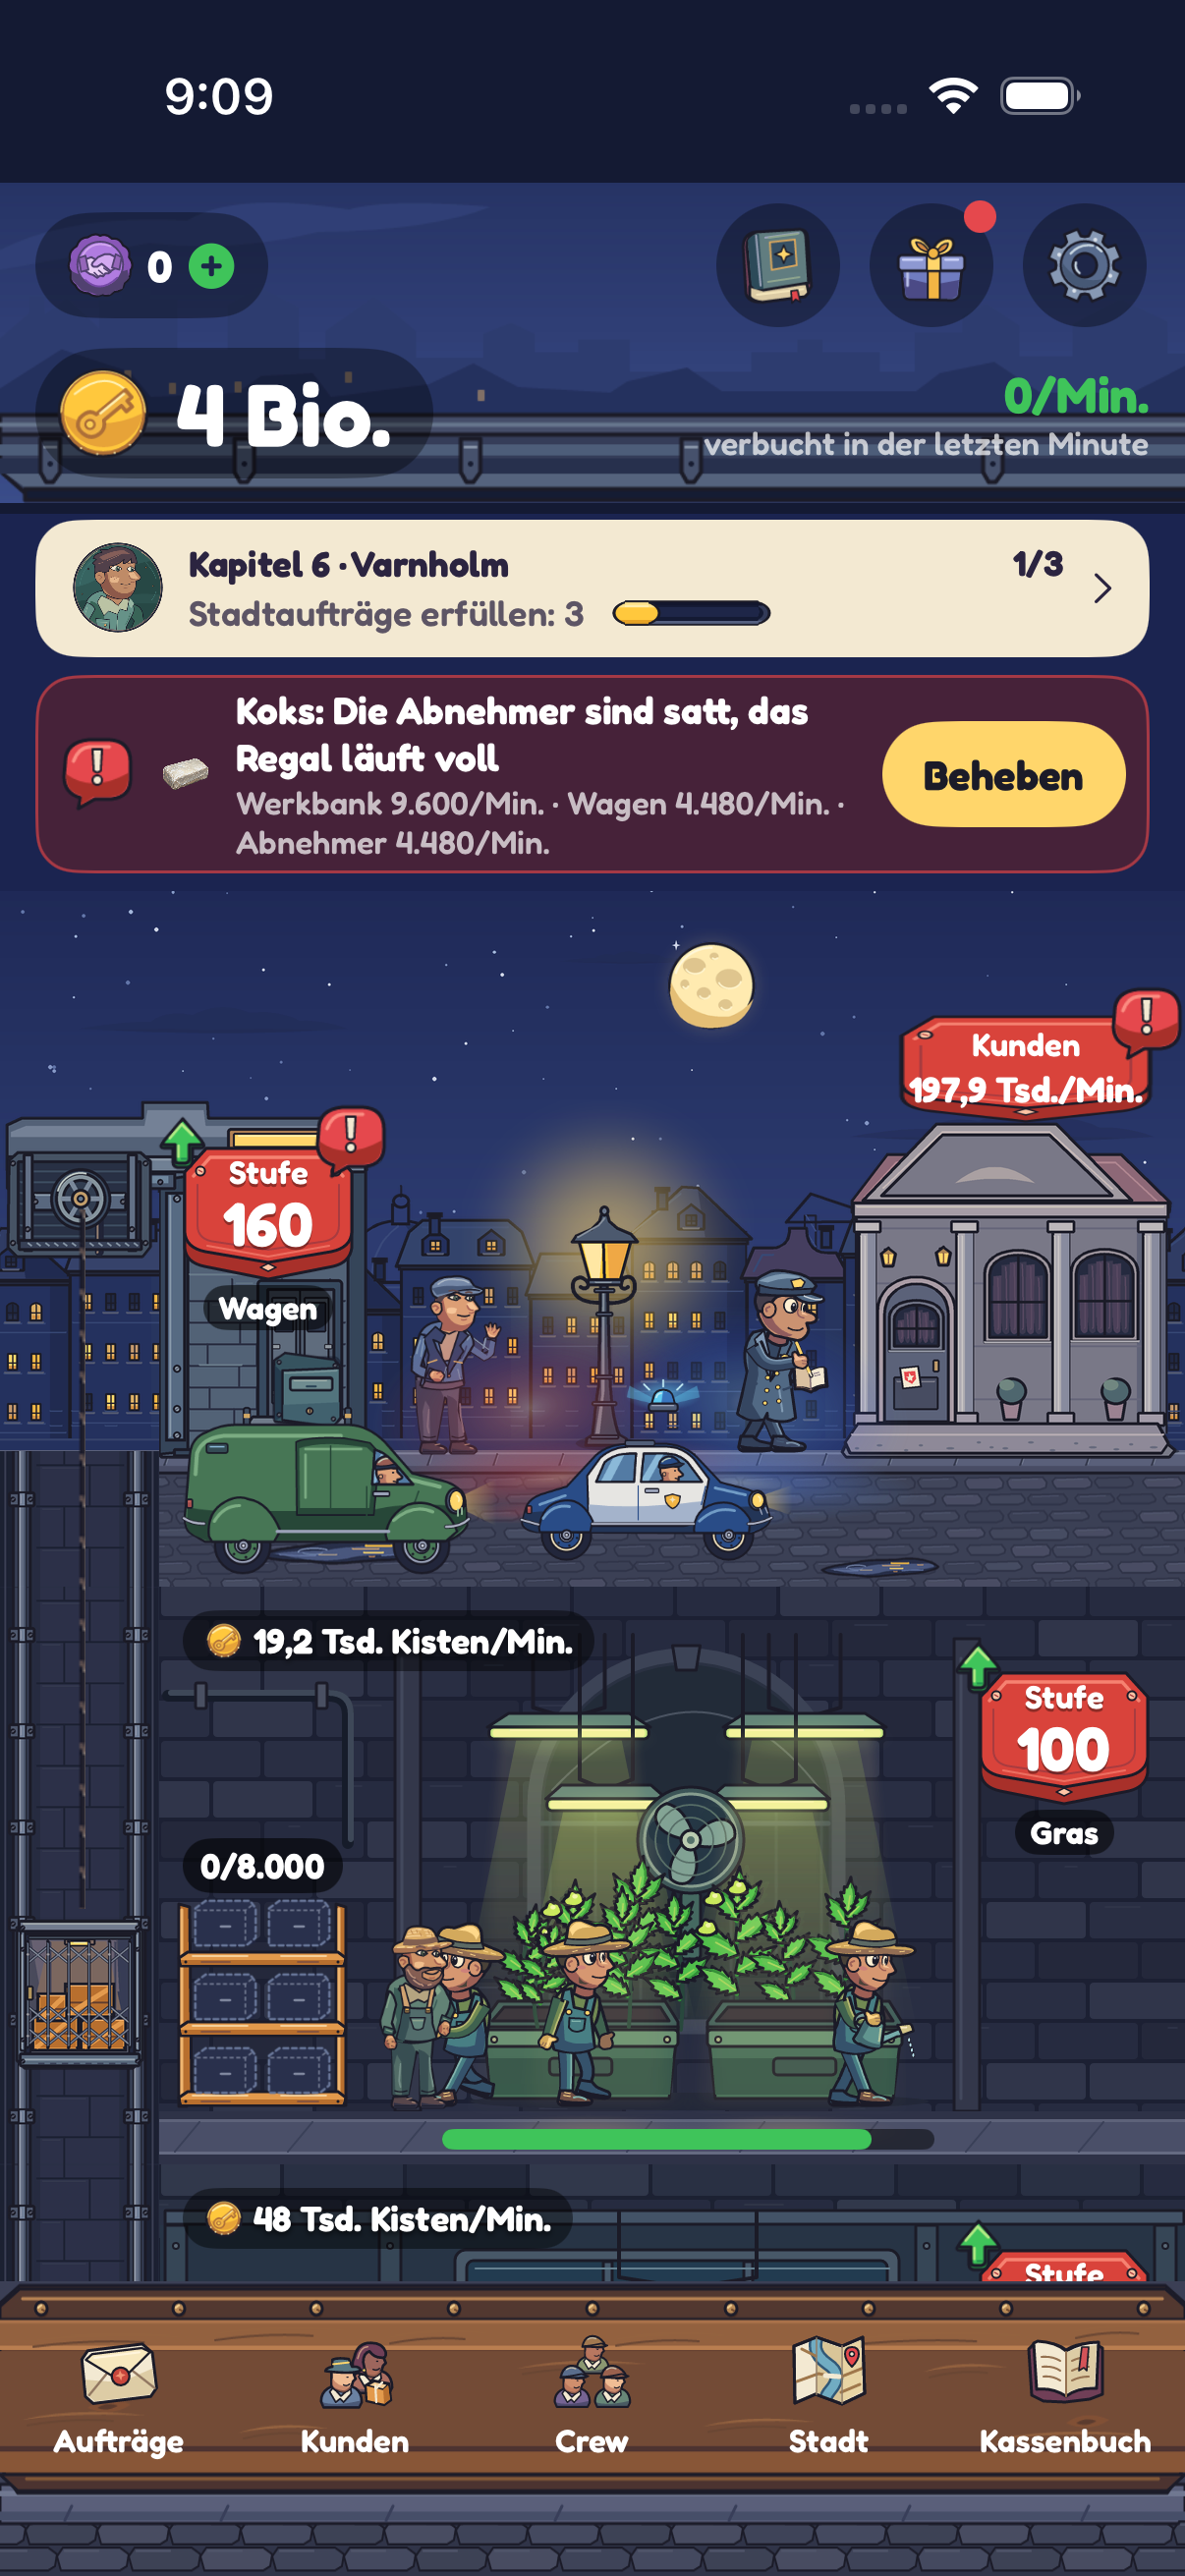 9:09
0
4 Bio.
0/Min.
verbucht in der letzten Minute
Kapitel 6 · Varnholm
1/3
Stadtaufträge erfüllen: 3
Koks: Die Abnehmer sind satt, das
Regal läuft voll
Werkbank 9.600/Min. · Wagen 4.480/Min. ·
Abnehmer 4.480/Min.
Beheben
Kunden
197,9 Tsd./Min.
Stufe
160
Wagen
19,2 Tsd. Kisten/Min.
Stufe
100
Gras
0/8.000
48 Tsd. Kisten/Min.
Stufe
Aufträge
Kunden
Crew
Stadt
Kassenbuch